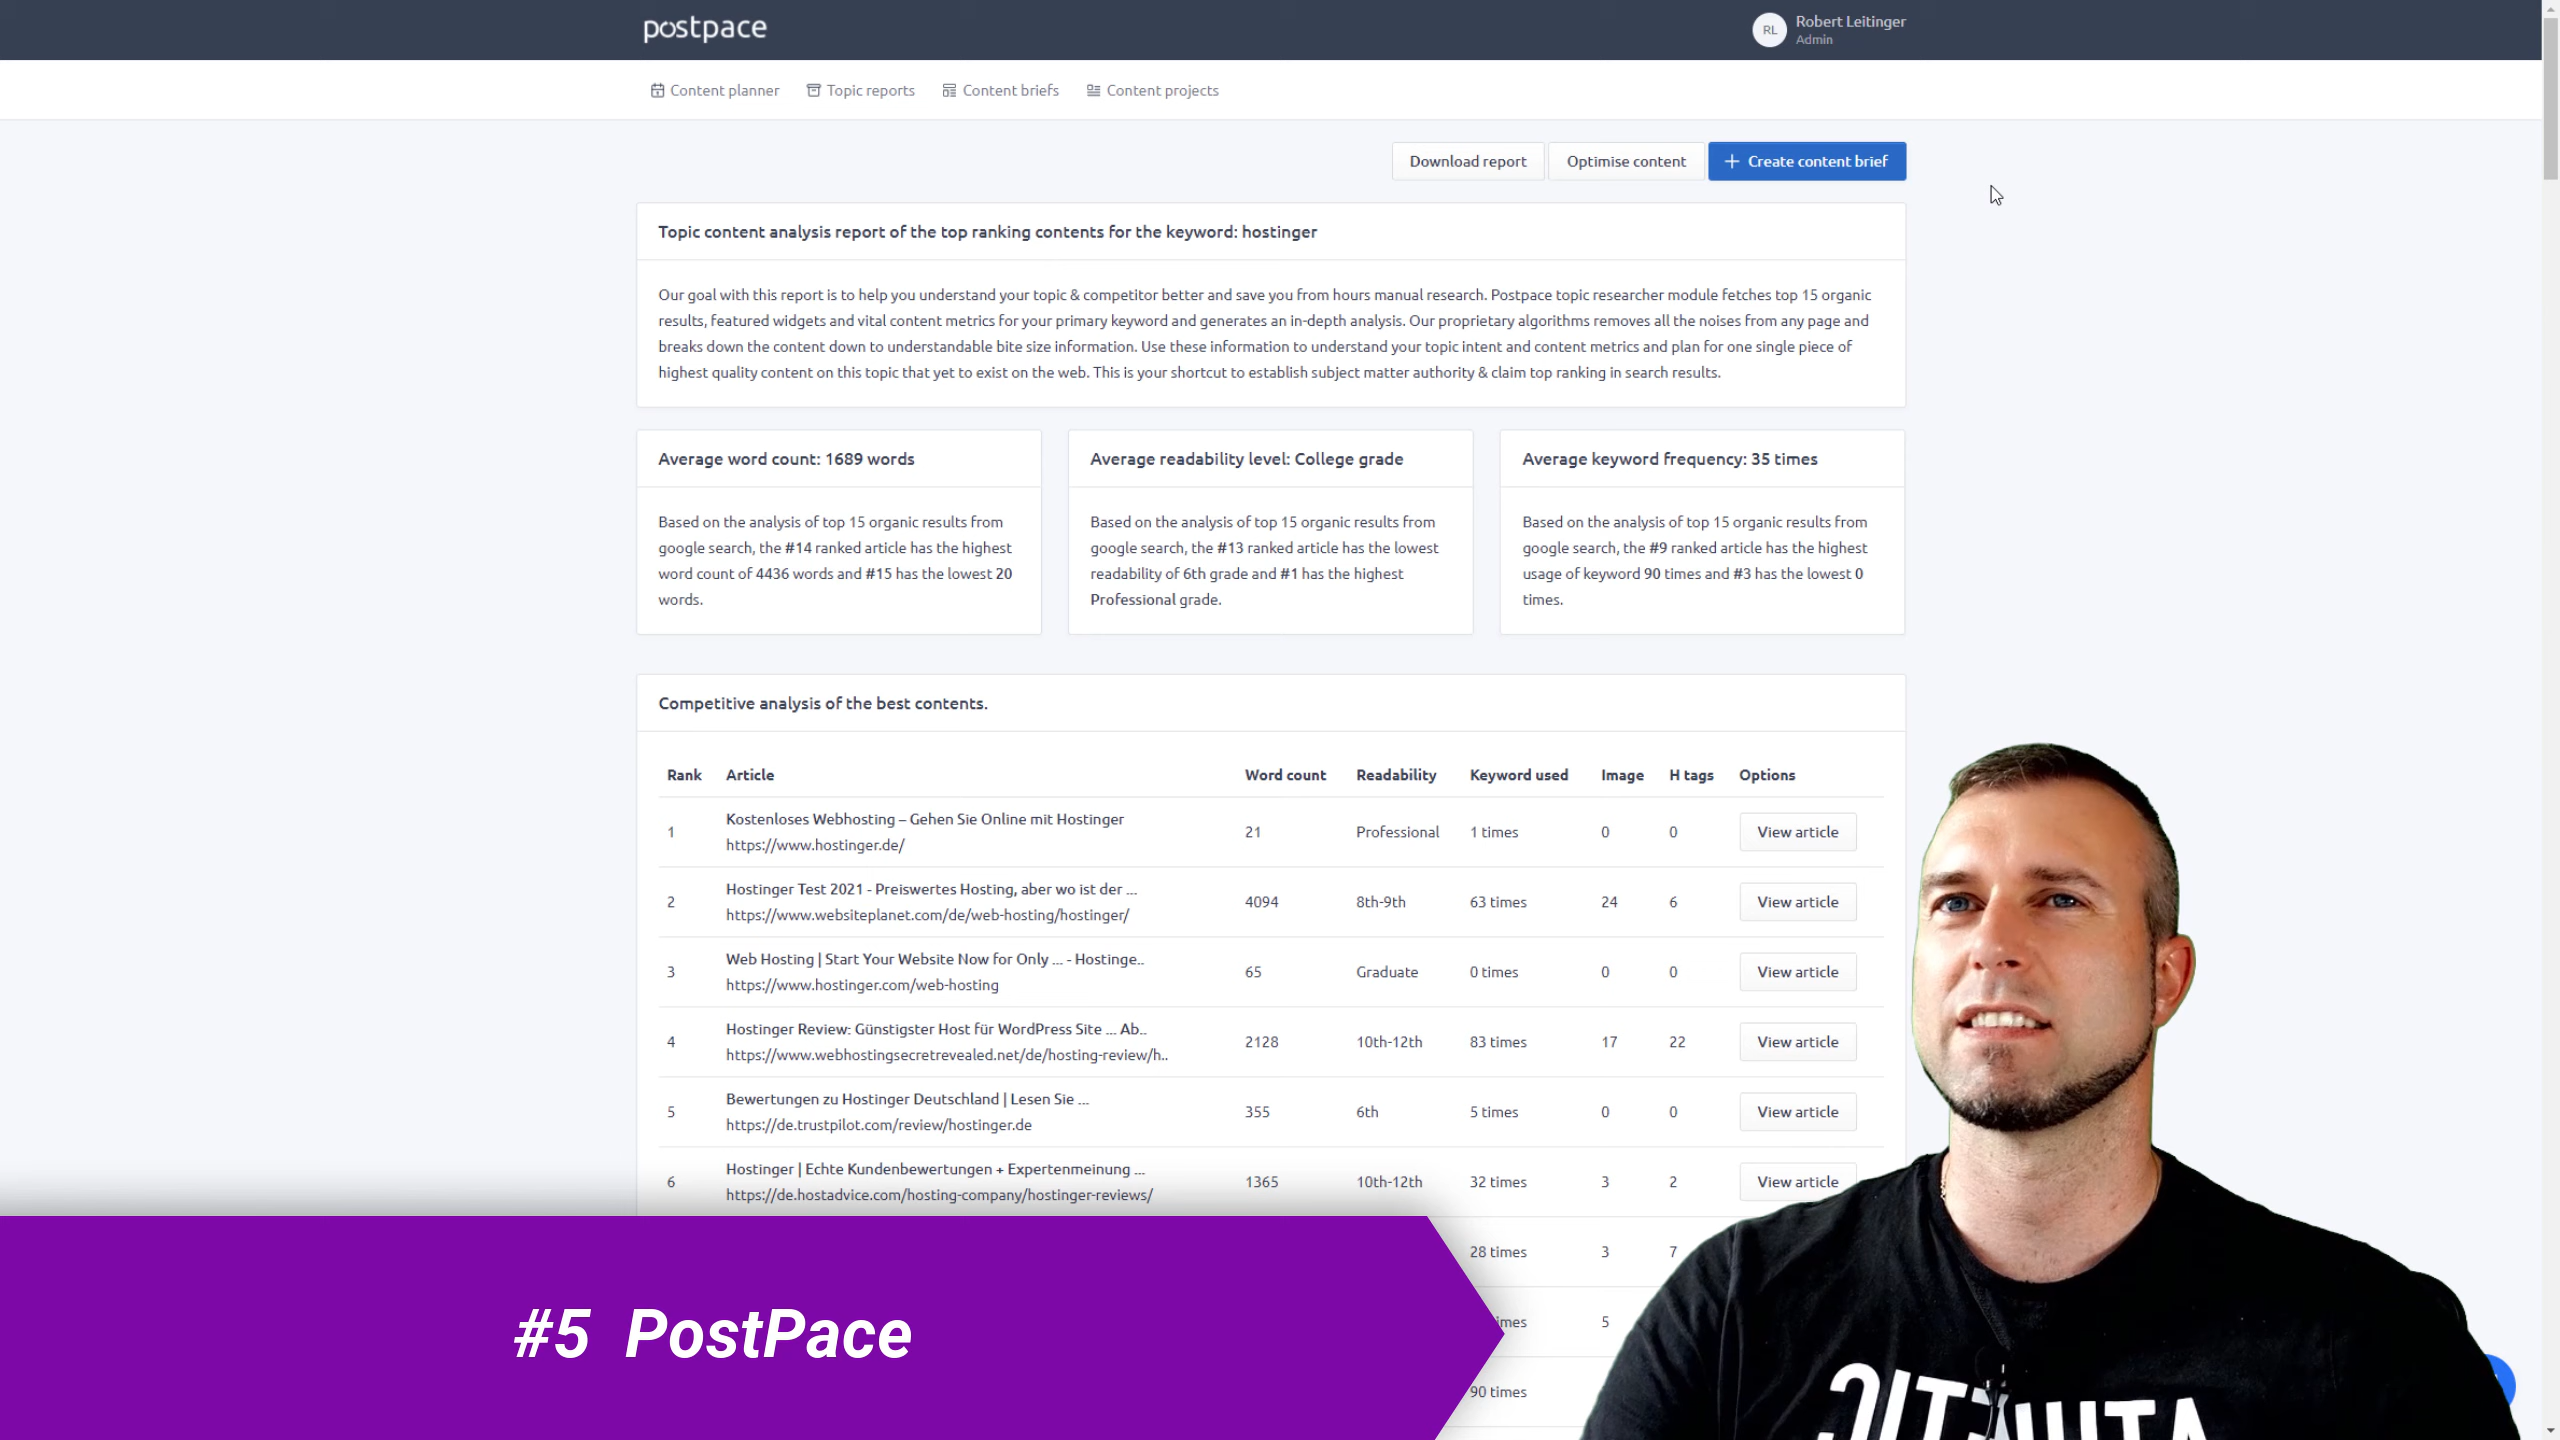 postpace
RL
Robert Leitinger
Admin
Content planner
Topic reports
Content briefs
Content projects
Download report
Optimise content
Create content brief
Topic content analysis report of the top ranking contents for the keyword: hostinger
Our goal with this report is to help you understand your topic & competitor better and save you from hours manual research. Postpace topic researcher module fetches top 15 organic
results, featured widgets and vital content metrics for your primary keyword and generates an in-depth analysis. Our proprietary algorithms removes all the noises from any page and
breaks down the content down to understandable bite size information. Use these information to understand your topic intent and content metrics and plan for one single piece of
highest quality content on this topic that yet to exist on the web. This is your shortcut to establish subject matter authority & claim top ranking in search results.
Average word count: 1689 words
Based on the analysis of top 15 organic results from
google search, the #14 ranked article has the highest
word count of 4436 words and #15 has the lowest 20
words.
Average readability level: College grade
Based on the analysis of top 15 organic results from
google search, the #13 ranked article has the lowest
readability of 6th grade and #1 has the highest
Professional grade.
Average keyword frequency: 35 times
Based on the analysis of top 15 organic results from
google search, the #9 ranked article has the highest
usage of keyword 90 times and #3 has the lowest 0
times.
Competitive analysis of the best contents.
Rank Article Word count Readability Keyword used Image H tags Options
1 Kostenloses Webhosting – Gehen Sie Online mit Hostinger 21 Professional 1 times 0 0 View article
https://www.hostinger.de/
2 Hostinger Test 2021 - Preiswertes Hosting, aber wo ist der ... 4094 8th-9th 63 times 24 6 View article
https://www.websiteplanet.com/de/web-hosting/hostinger/
3 Web Hosting | Start Your Website Now for Only ... - Hostinge.. 65 Graduate 0 times 0 0 View article
https://www.hostinger.com/web-hosting
4 Hostinger Review: Günstigster Host für WordPress Site ... Ab.. 2128 10th-12th 83 times 17 22 View article
https://www.webhostingsecretrevealed.net/de/hosting-review/h..
5 Bewertungen zu Hostinger Deutschland | Lesen Sie ... 355 6th 5 times 0 0 View article
https://de.trustpilot.com/review/hostinger.de
6 Hostinger | Echte Kundenbewertungen + Expertenmeinung ... 1365 10th-12th 32 times 3 2 View article
https://de.hostadvice.com/hosting-company/hostinger-reviews/
28 times 3 7
5
90 times
#5 PostPace